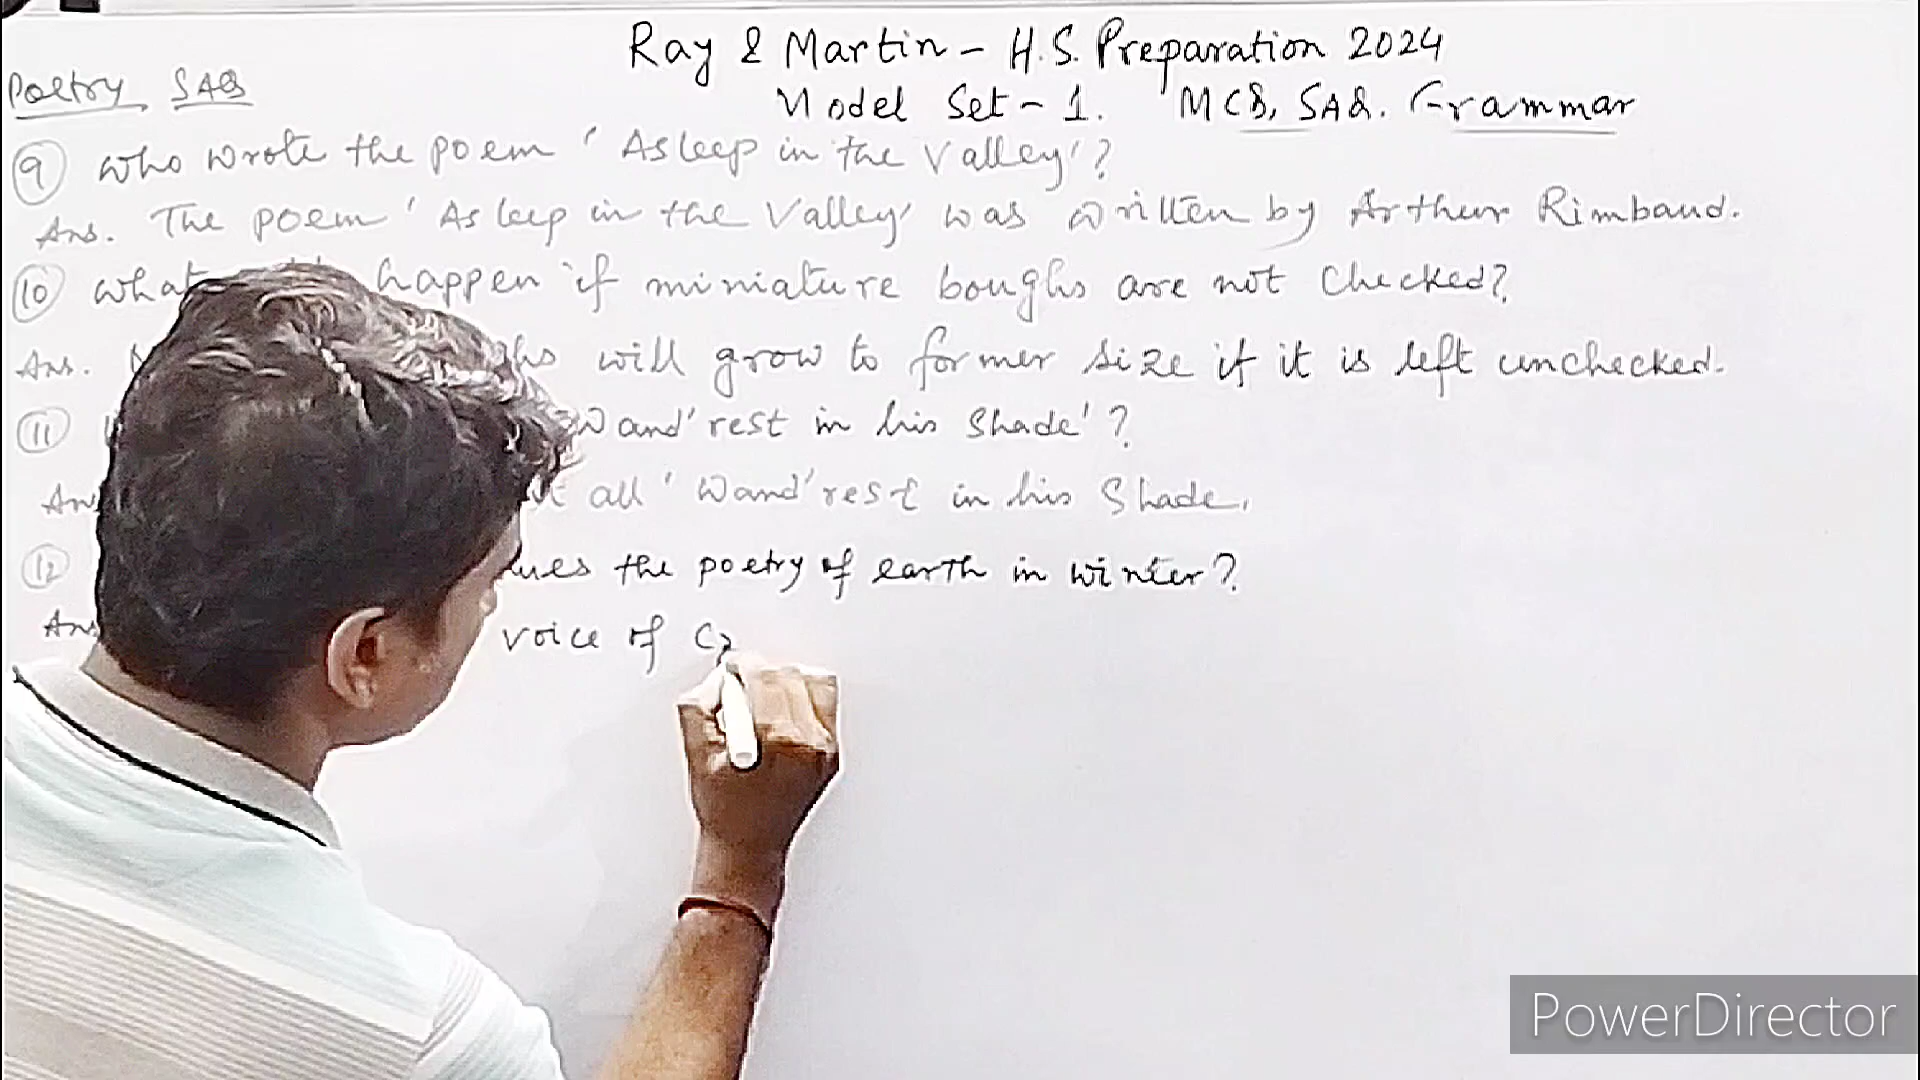 Ray & Martin - H.S. Preparation 2024
Poetry SAQ
Model Set - 1. MCQ, SAQ. Grammar
9 Who wrote the poem 'Asleep in the Valley'?
Ans. The poem 'Asleep in the Valley' was written by Arthur Rimbaud.
10 What happen if miniature boughs are not checked?
Ans. will grow to former size if it is left unchecked.
11 wand'rest in his shade'?
Ans all 'wand'rest in his shade.
12 the poetry of earth in winter?
Ans voice of
PowerDirector